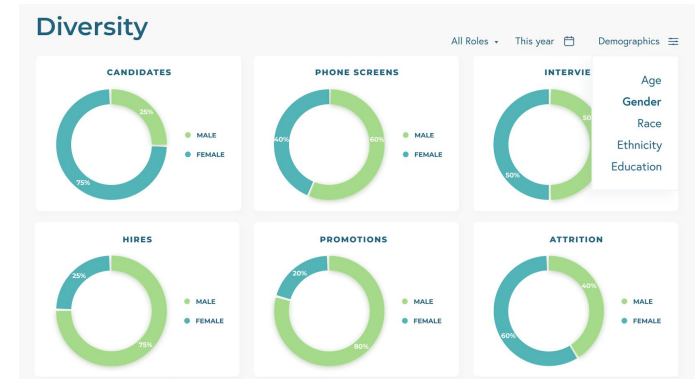 Diversity
All Roles
This year
Demographics
Age
Gender
Race
Ethnicity
Education
CANDIDATES
25%
75%
MALE
FEMALE
PHONE SCREENS
40%
60%
MALE
FEMALE
INTERVIE
50
50%
HIRES
25%
75%
MALE
FEMALE
PROMOTIONS
20%
MALE
FEMALE
ATTRITION
40%
60%
MALE
FEMALE